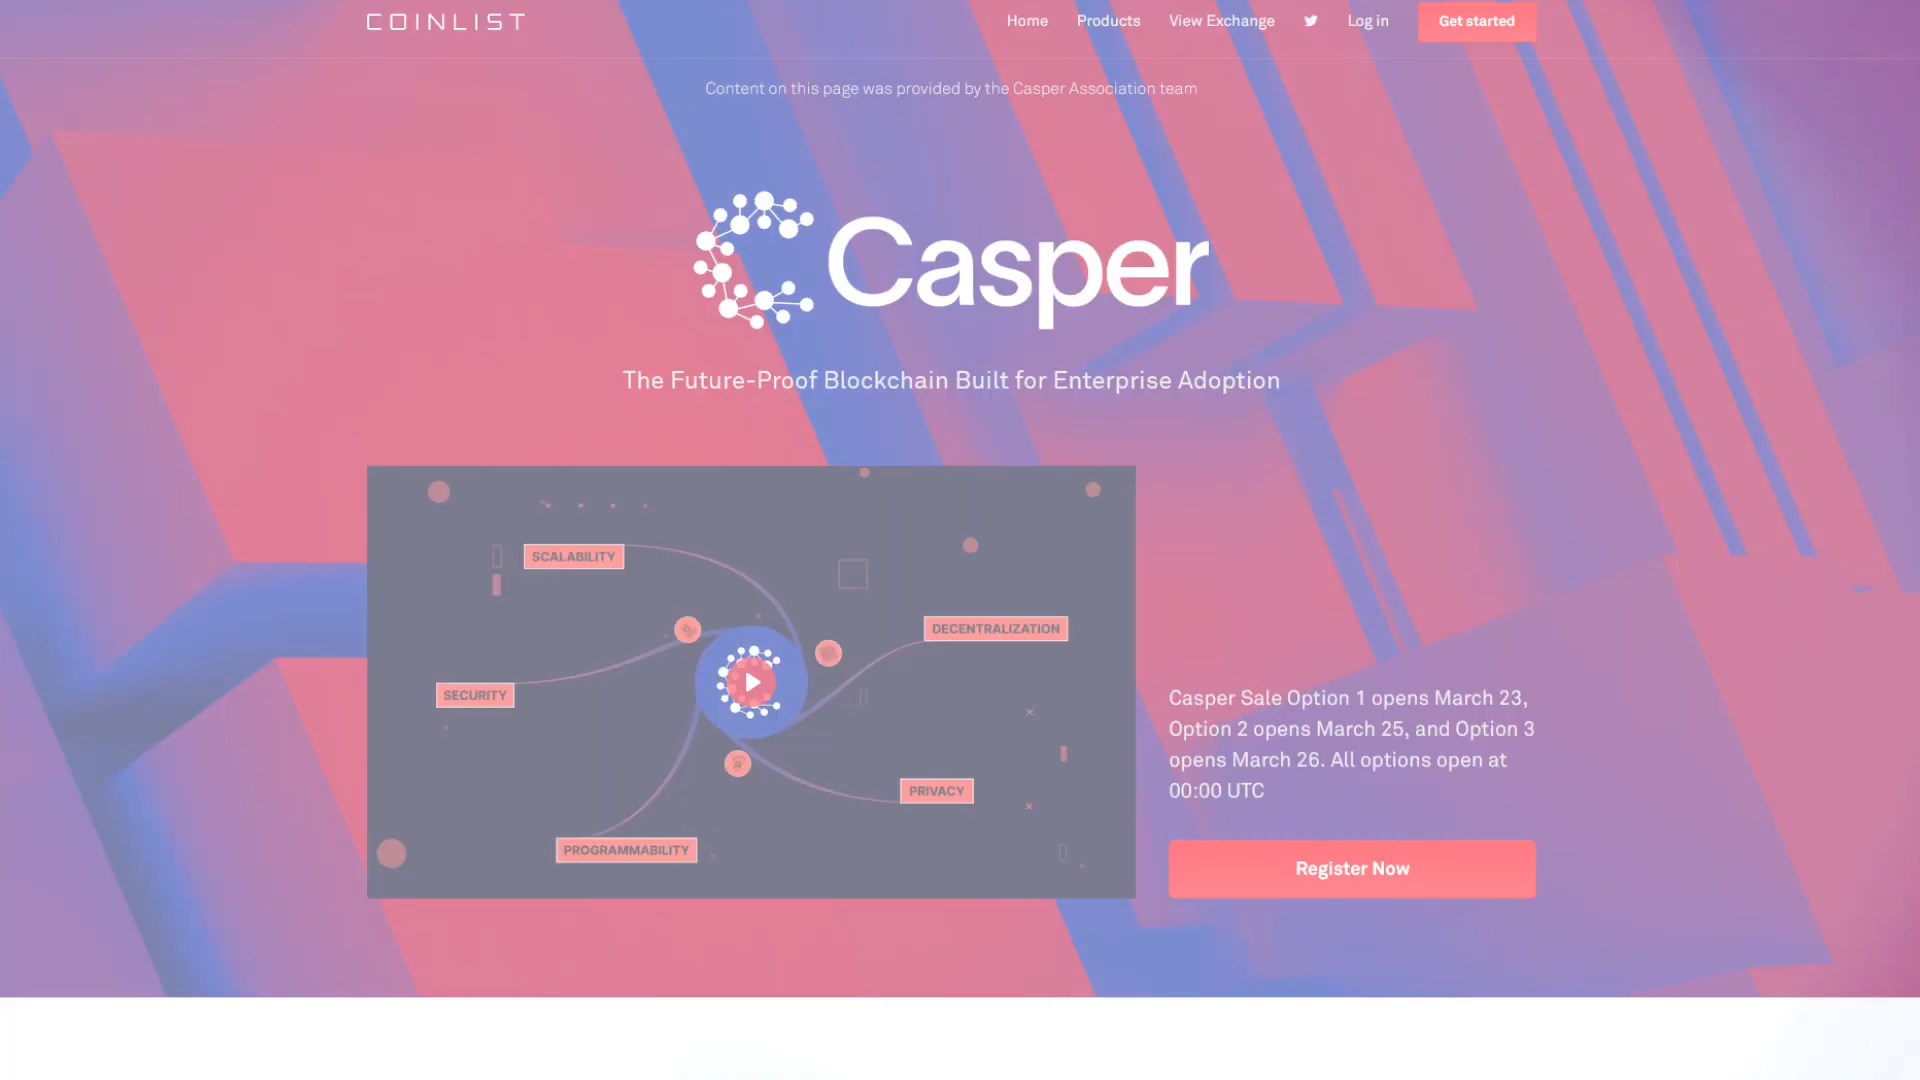 COINLIST
Home Products View Exchange Log in Get started
Content on this page was provided by the Casper Association team
Casper
The Future-Proof Blockchain Built for Enterprise Adoption
SCALABILITY
DECENTRALIZATION
SECURITY
PRIVACY
PROGRAMMABILITY
Casper Sale Option 1 opens March 23,
Option 2 opens March 25, and Option 3
opens March 26. All options open at
00:00 UTC
Register Now